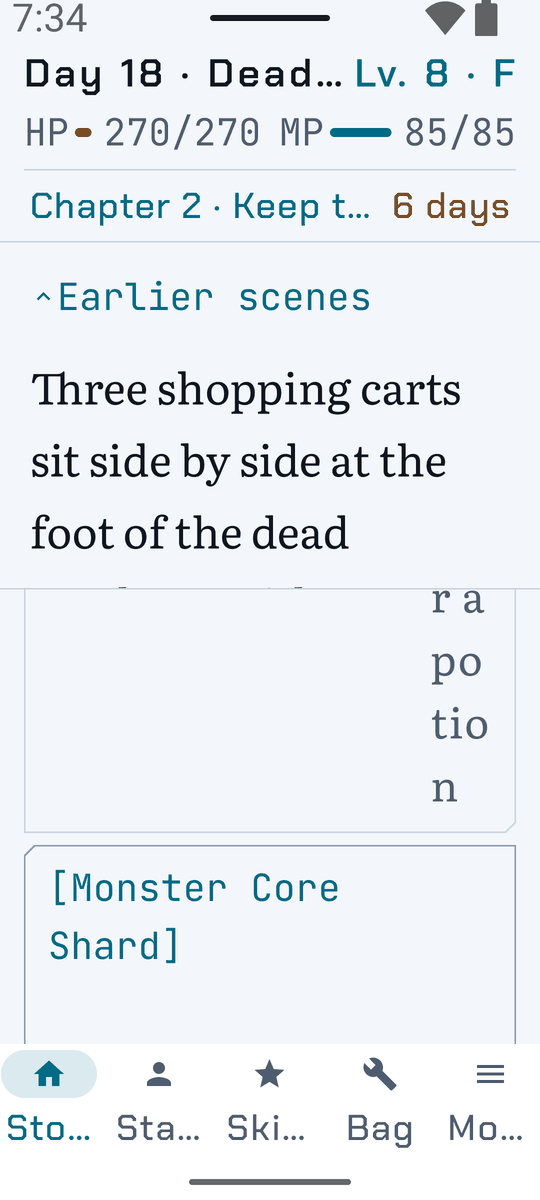 7:34
Day 18 · Dead… Lv. 8 · F
HP 270/270 MP 85/85
Chapter 2 · Keep t… 6 days
^Earlier scenes
Three shopping carts
sit side by side at the
foot of the dead
r a
po
tio
n
[Monster Core
Shard]
Sto… Sta… Ski… Bag Mo…